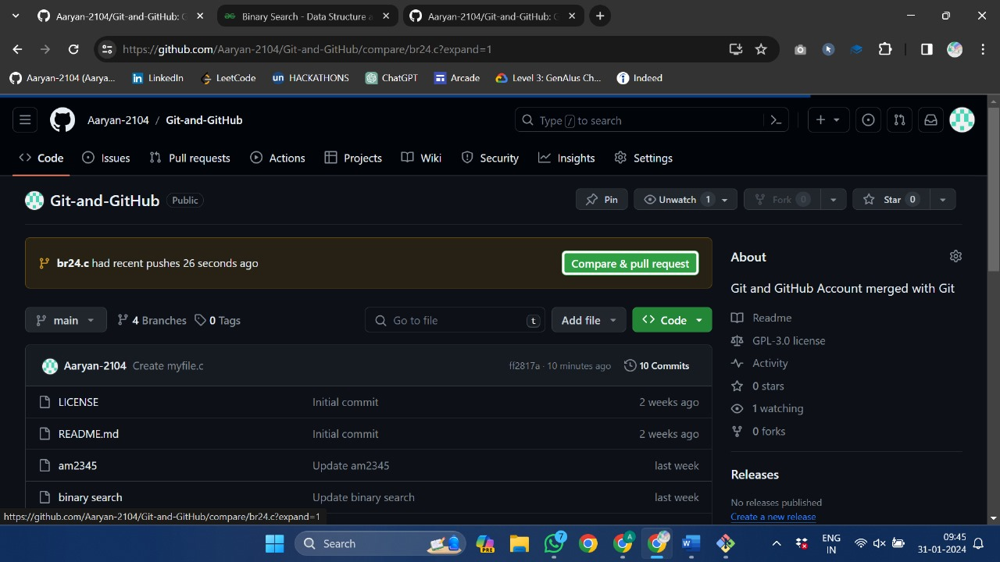 Aaryan-2104/Git-and-GitHub: G
Binary Search - Data Structure a
Aaryan-2104/Git-and-GitHub: G
https://github.com/Aaryan-2104/Git-and-GitHub/compare/br24.c?expand=1
Aaryan-2104 (Aarya...
LinkedIn
LeetCode
un HACKATHONS
ChatGPT
Arcade
Level 3: GenAIus Ch...
Indeed
Aaryan-2104 / Git-and-GitHub
Type / to search
Code
Issues
Pull requests
Actions
Projects
Wiki
Security
Insights
Settings
Git-and-GitHub Public
Pin
Unwatch 1
Fork 0
Star 0
br24.c had recent pushes 26 seconds ago
Compare & pull request
main
4 Branches
0 Tags
Go to file t
Add file
Code
Aaryan-2104 Create myfile.c
ff2817a · 10 minutes ago
10 Commits
LICENSE Initial commit 2 weeks ago
README.md Initial commit 2 weeks ago
am2345 Update am2345 last week
binary search Update binary search last week
About
Git and GitHub Account merged with Git
Readme
GPL-3.0 license
Activity
0 stars
1 watching
0 forks
Releases
No releases published
Create a new release
https://github.com/Aaryan-2104/Git-and-GitHub/compare/br24.c?expand=1
Search
PRE
7
A
W
ENG
IN
09:45
31-01-2024